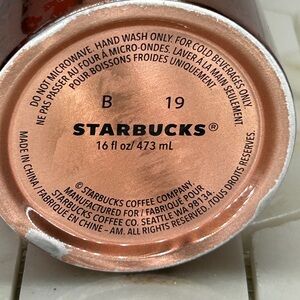 DO NOT MICROWAVE. HAND WASH ONLY. FOR COLD BEVERAGES ONLY.
NE PAS PASSER AU FOUR À MICRO-ONDES. LAVER À LA MAIN SEULEMENT.
POUR BOISSONS FROIDES UNIQUEMENT.
B 19
STARBUCKS®
16 fl oz/ 473 mL
© STARBUCKS COFFEE COMPANY
MANUFACTURED FOR / FABRIQUÉ POUR
STARBUCKS COFFEE CO. SEATTLE WA 98134.
MADE IN CHINA / FABRIQUÉ EN CHINE - AM. ALL RIGHTS RESERVED. TOUS DROITS RÉSERVÉS.